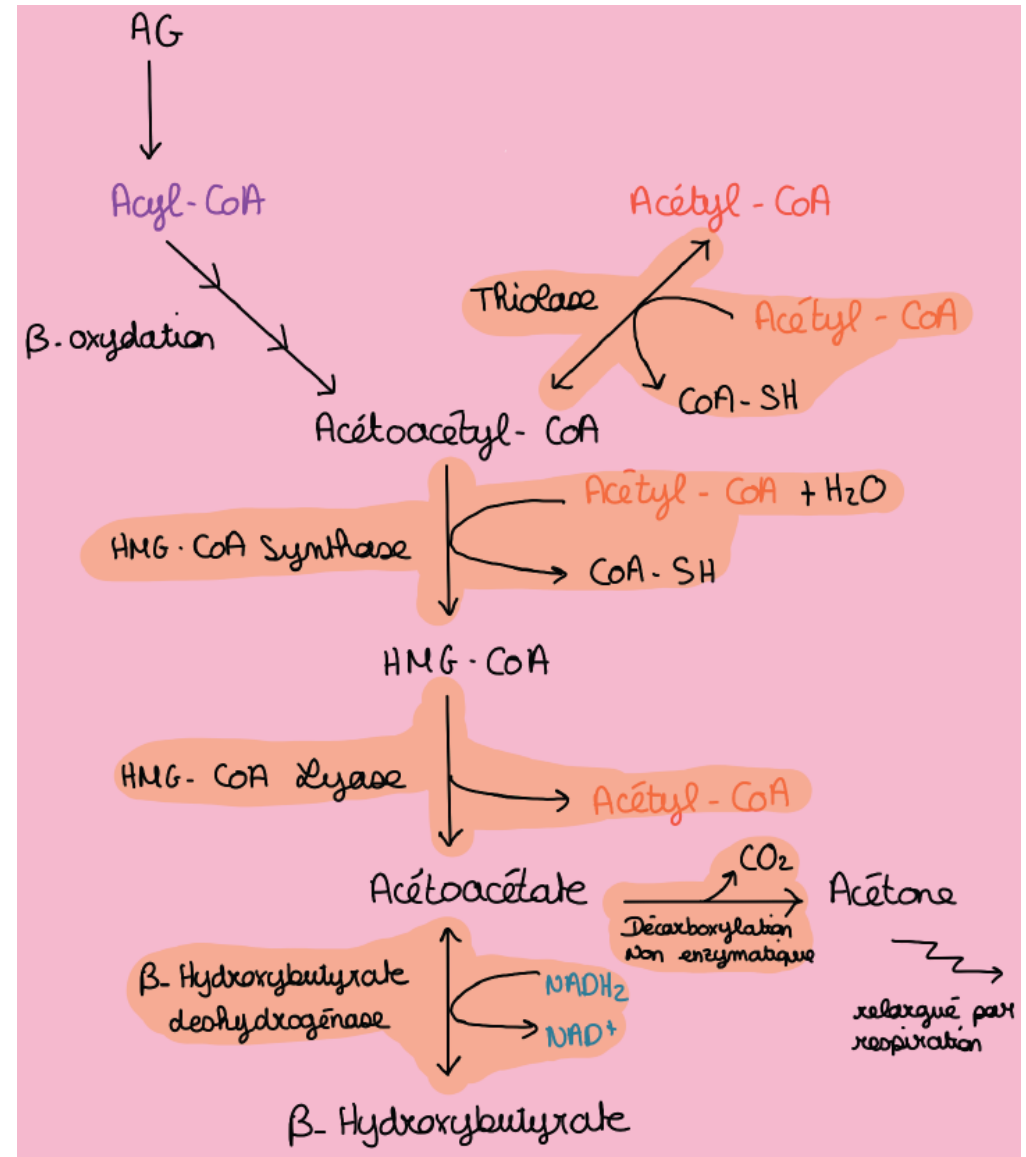 AG
Acyl-CoA
Acétyl-CoA
Thiolase
Acétyl-CoA
β-oxydation
CoA-SH
Acétoacétyl-CoA
Acétyl-CoA + H2O
HMG-CoA Synthase
CoA-SH
HMG-CoA
HMG-CoA Lyase
Acétyl-CoA
CO2
Acétoacétate
Acétone
Décarboxylation
Non enzymatique
β-Hydroxybutyrate
deshydrogénase
NADH2
NAD+
relargué par
respiration
β-Hydroxybutyrate